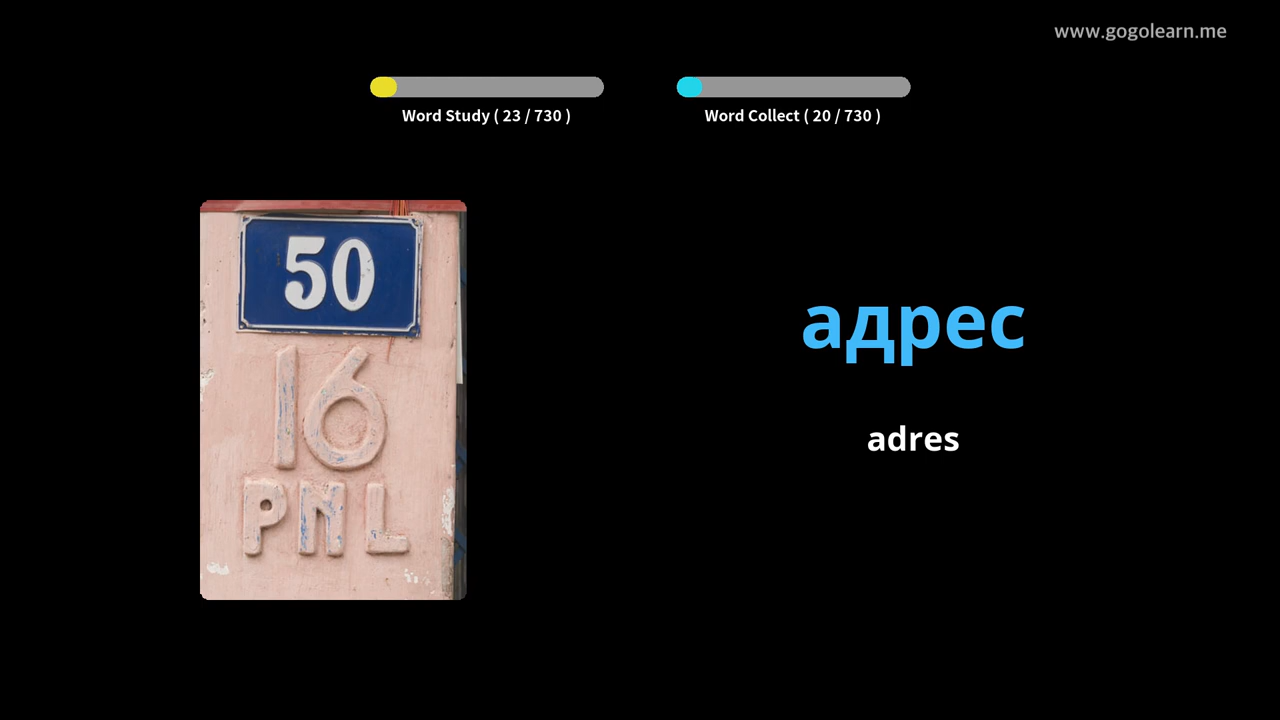 www.gogolearn.me
Word Study ( 23 / 730 )
Word Collect ( 20 / 730 )
50
16
PML
адрес
adres